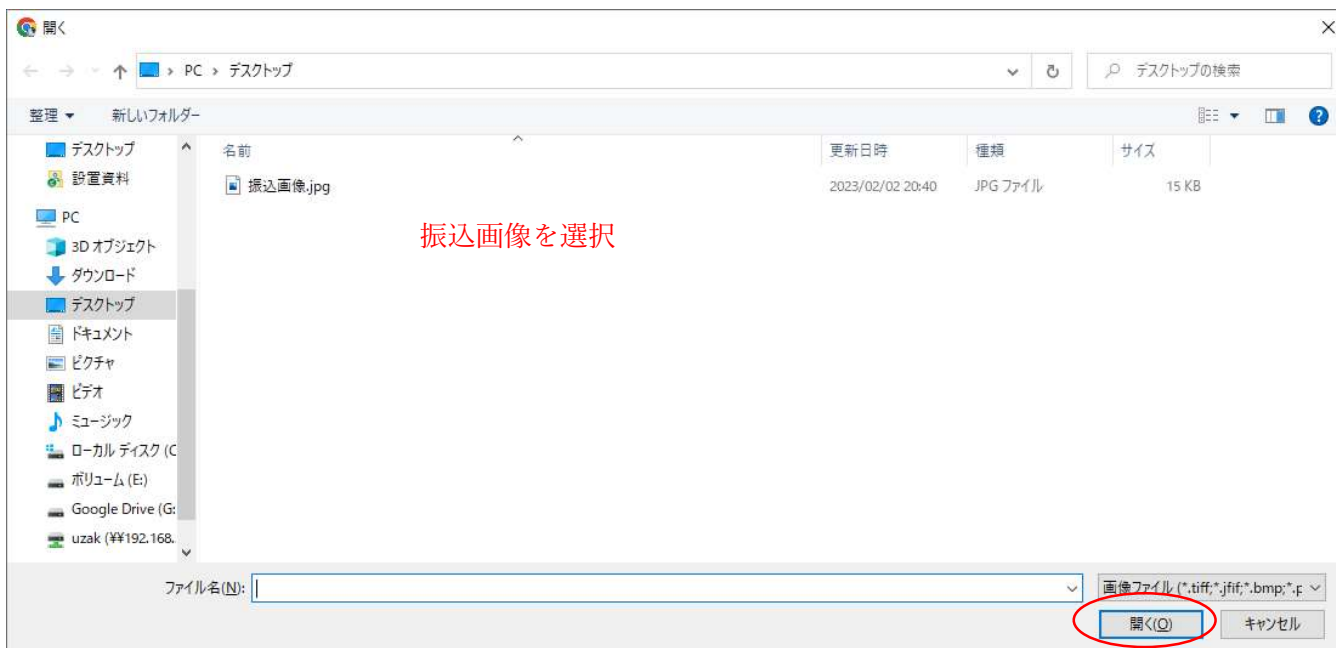 開く
PC › デスクトップ
デスクトップの検索
整理 新しいフォルダー
デスクトップ
設置資料
PC
3D オブジェクト
ダウンロード
デスクトップ
ドキュメント
ピクチャ
ビデオ
ミュージック
ローカル ディスク (C
ボリューム (E:)
Google Drive (G:
uzak (¥¥192.168.
名前 更新日時 種類 サイズ
振込画像.jpg 2023/02/02 20:40 JPG ファイル 15 KB
振込画像を選択
ファイル名(N):
画像ファイル (*.tiff;*.jfif;*.bmp;*.p
開く(O) キャンセル